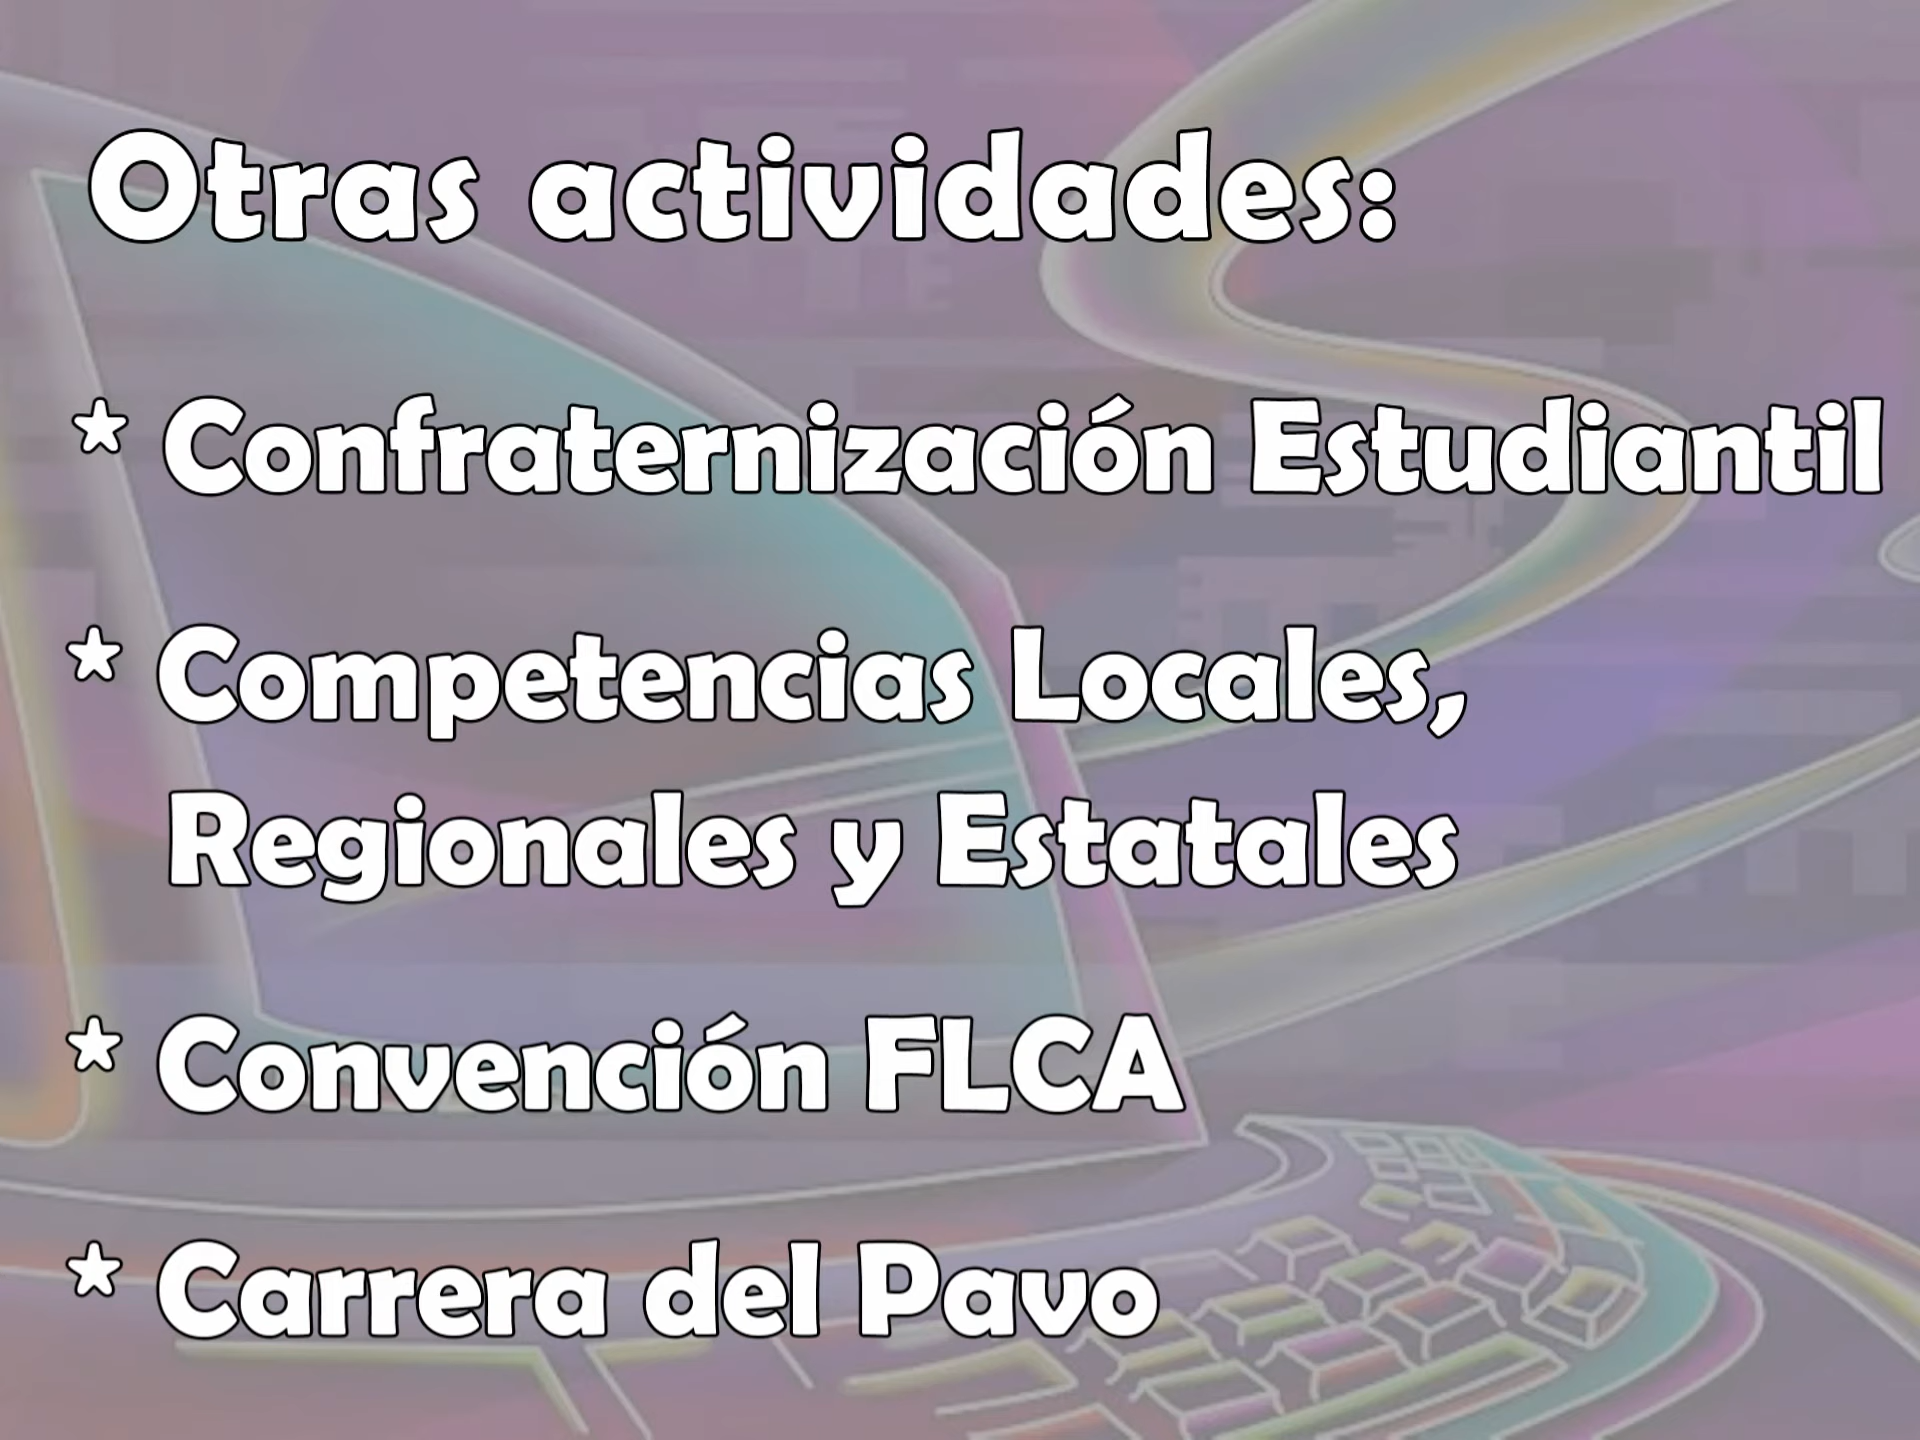 Otras actividades:
* Confraternización Estudiantil
* Competencias Locales,
Regionales y Estatales
* Convención FLCA
* Carrera del Pavo